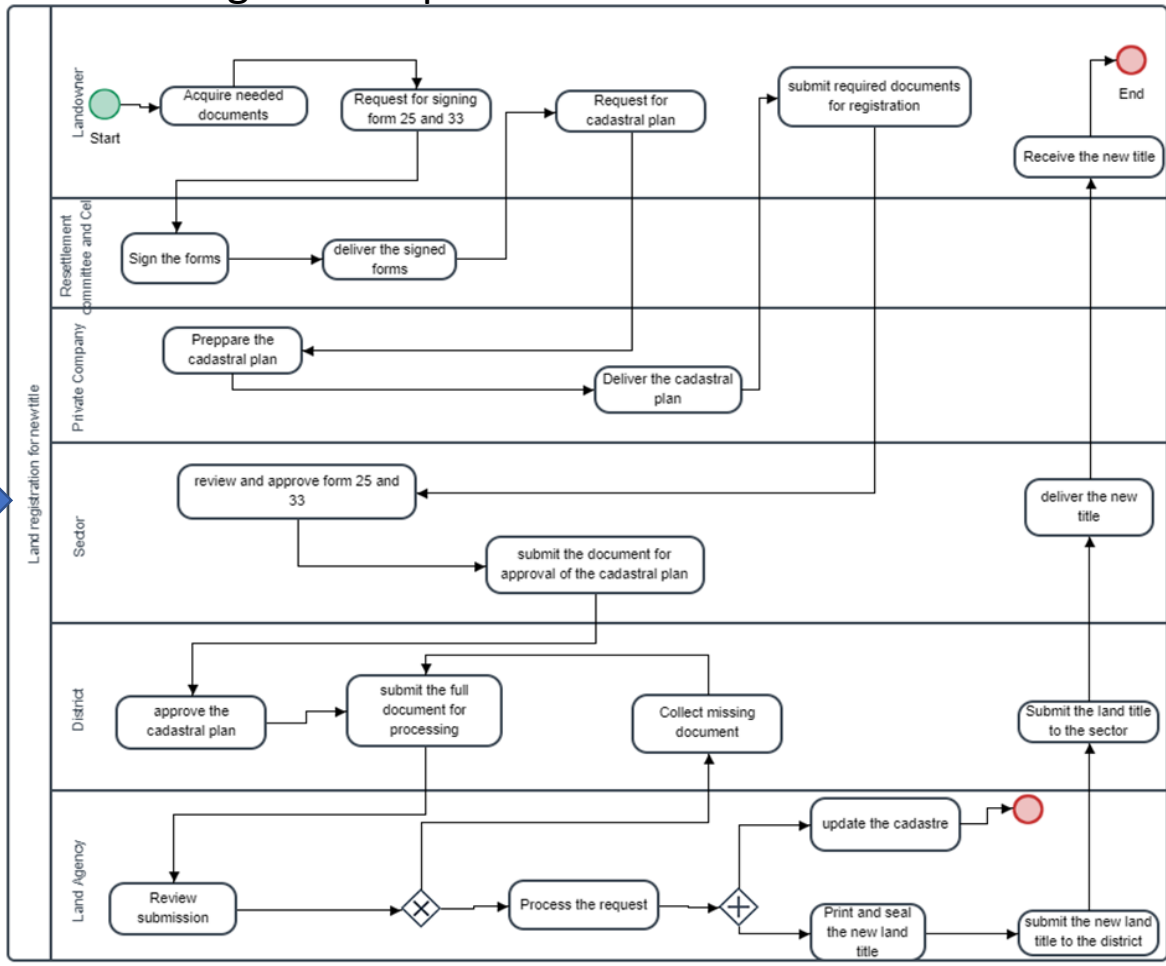 Land registration for new title
Landowner
Start
Acquire needed
documents
Request for signing
form 25 and 33
Request for
cadastral plan
submit required documents
for registration
End
Receive the new title
Resettlement
committee and Cel
Sign the forms
deliver the signed
forms
Private Company
Preppare the
cadastral plan
Deliver the cadastral
plan
Sector
review and approve form 25 and
33
submit the document for
approval of the cadastral plan
deliver the new
title
District
approve the
cadastral plan
submit the full
document for
processing
Collect missing
document
Submit the land title
to the sector
Land Agency
Review
submission
Process the request
update the cadastre
Print and seal
the new land
title
submit the new land
title to the district